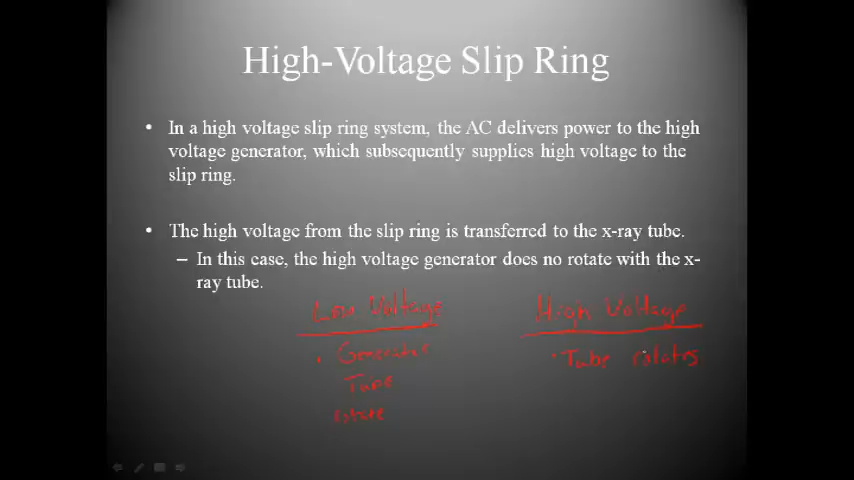 High-Voltage Slip Ring
• In a high voltage slip ring system, the AC delivers power to the high
voltage generator, which subsequently supplies high voltage to the
slip ring.
• The high voltage from the slip ring is transferred to the x-ray tube.
– In this case, the high voltage generator does no rotate with the x-
ray tube.
Low Voltage
• Generator
Tube
rotate
High Voltage
• Tube rotates